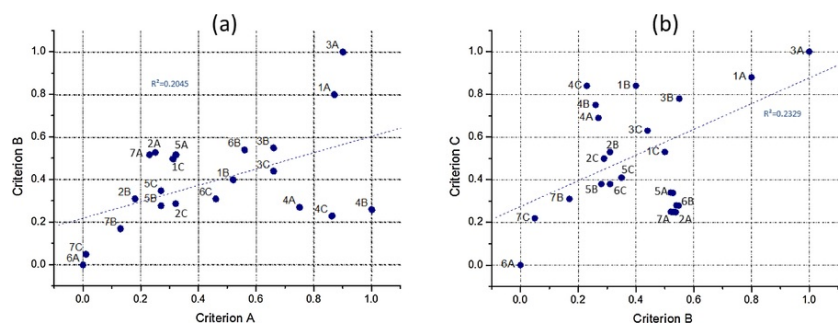 (a)
(b)
3A
1A
R²=0.2045
2A
5A
7A
1C
6B
3B
3C
1B
2B
5C
5B
2C
6C
4A
4C
4B
7B
7C
6A
0.0
0.2
0.4
0.6
0.8
1.0
0.0
0.2
0.4
0.6
0.8
1.0
Criterion A
Criterion B
3A
1A
4C
1B
4B
3B
4A
R²=0.2329
3C
2B
1C
2C
5C
5B
6C
5A
6B
7B
7A
2A
7C
6A
0.0
0.2
0.4
0.6
0.8
1.0
0.0
0.2
0.4
0.6
0.8
1.0
Criterion B
Criterion C